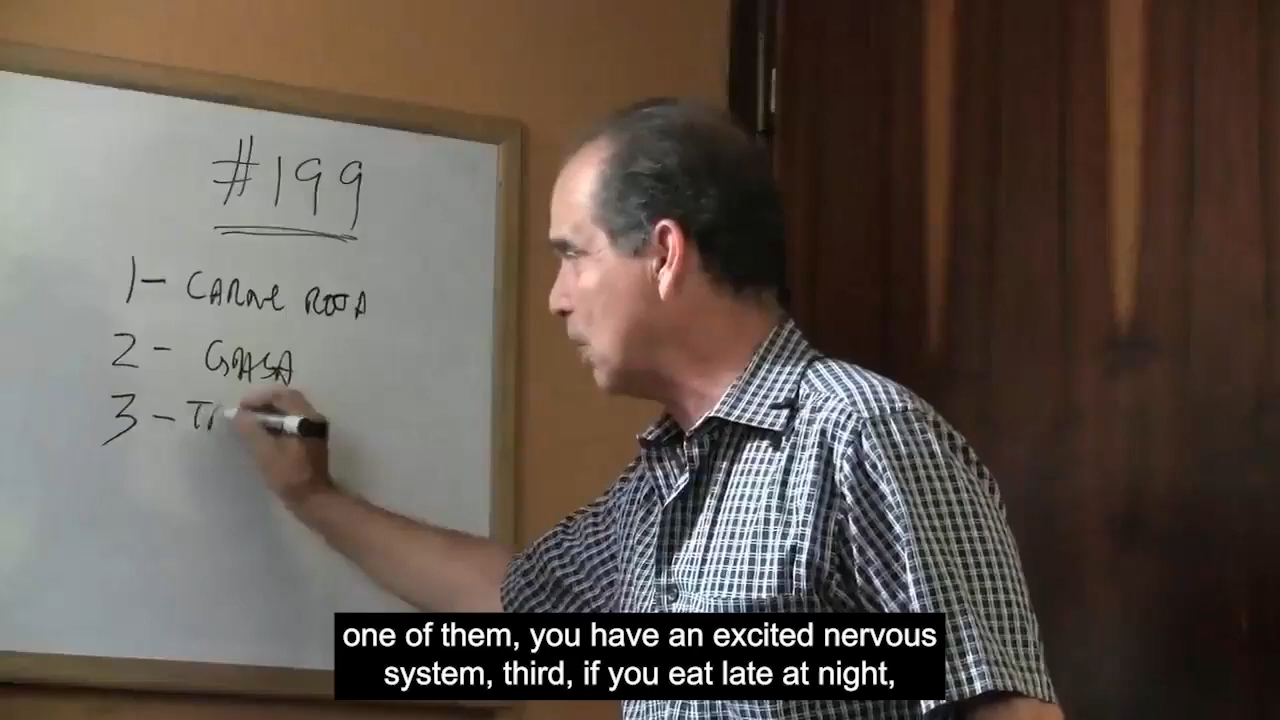 #199
1- CARNE ROJA
2- GRASA
3- T
one of them, you have an excited nervous
system, third, if you eat late at night,